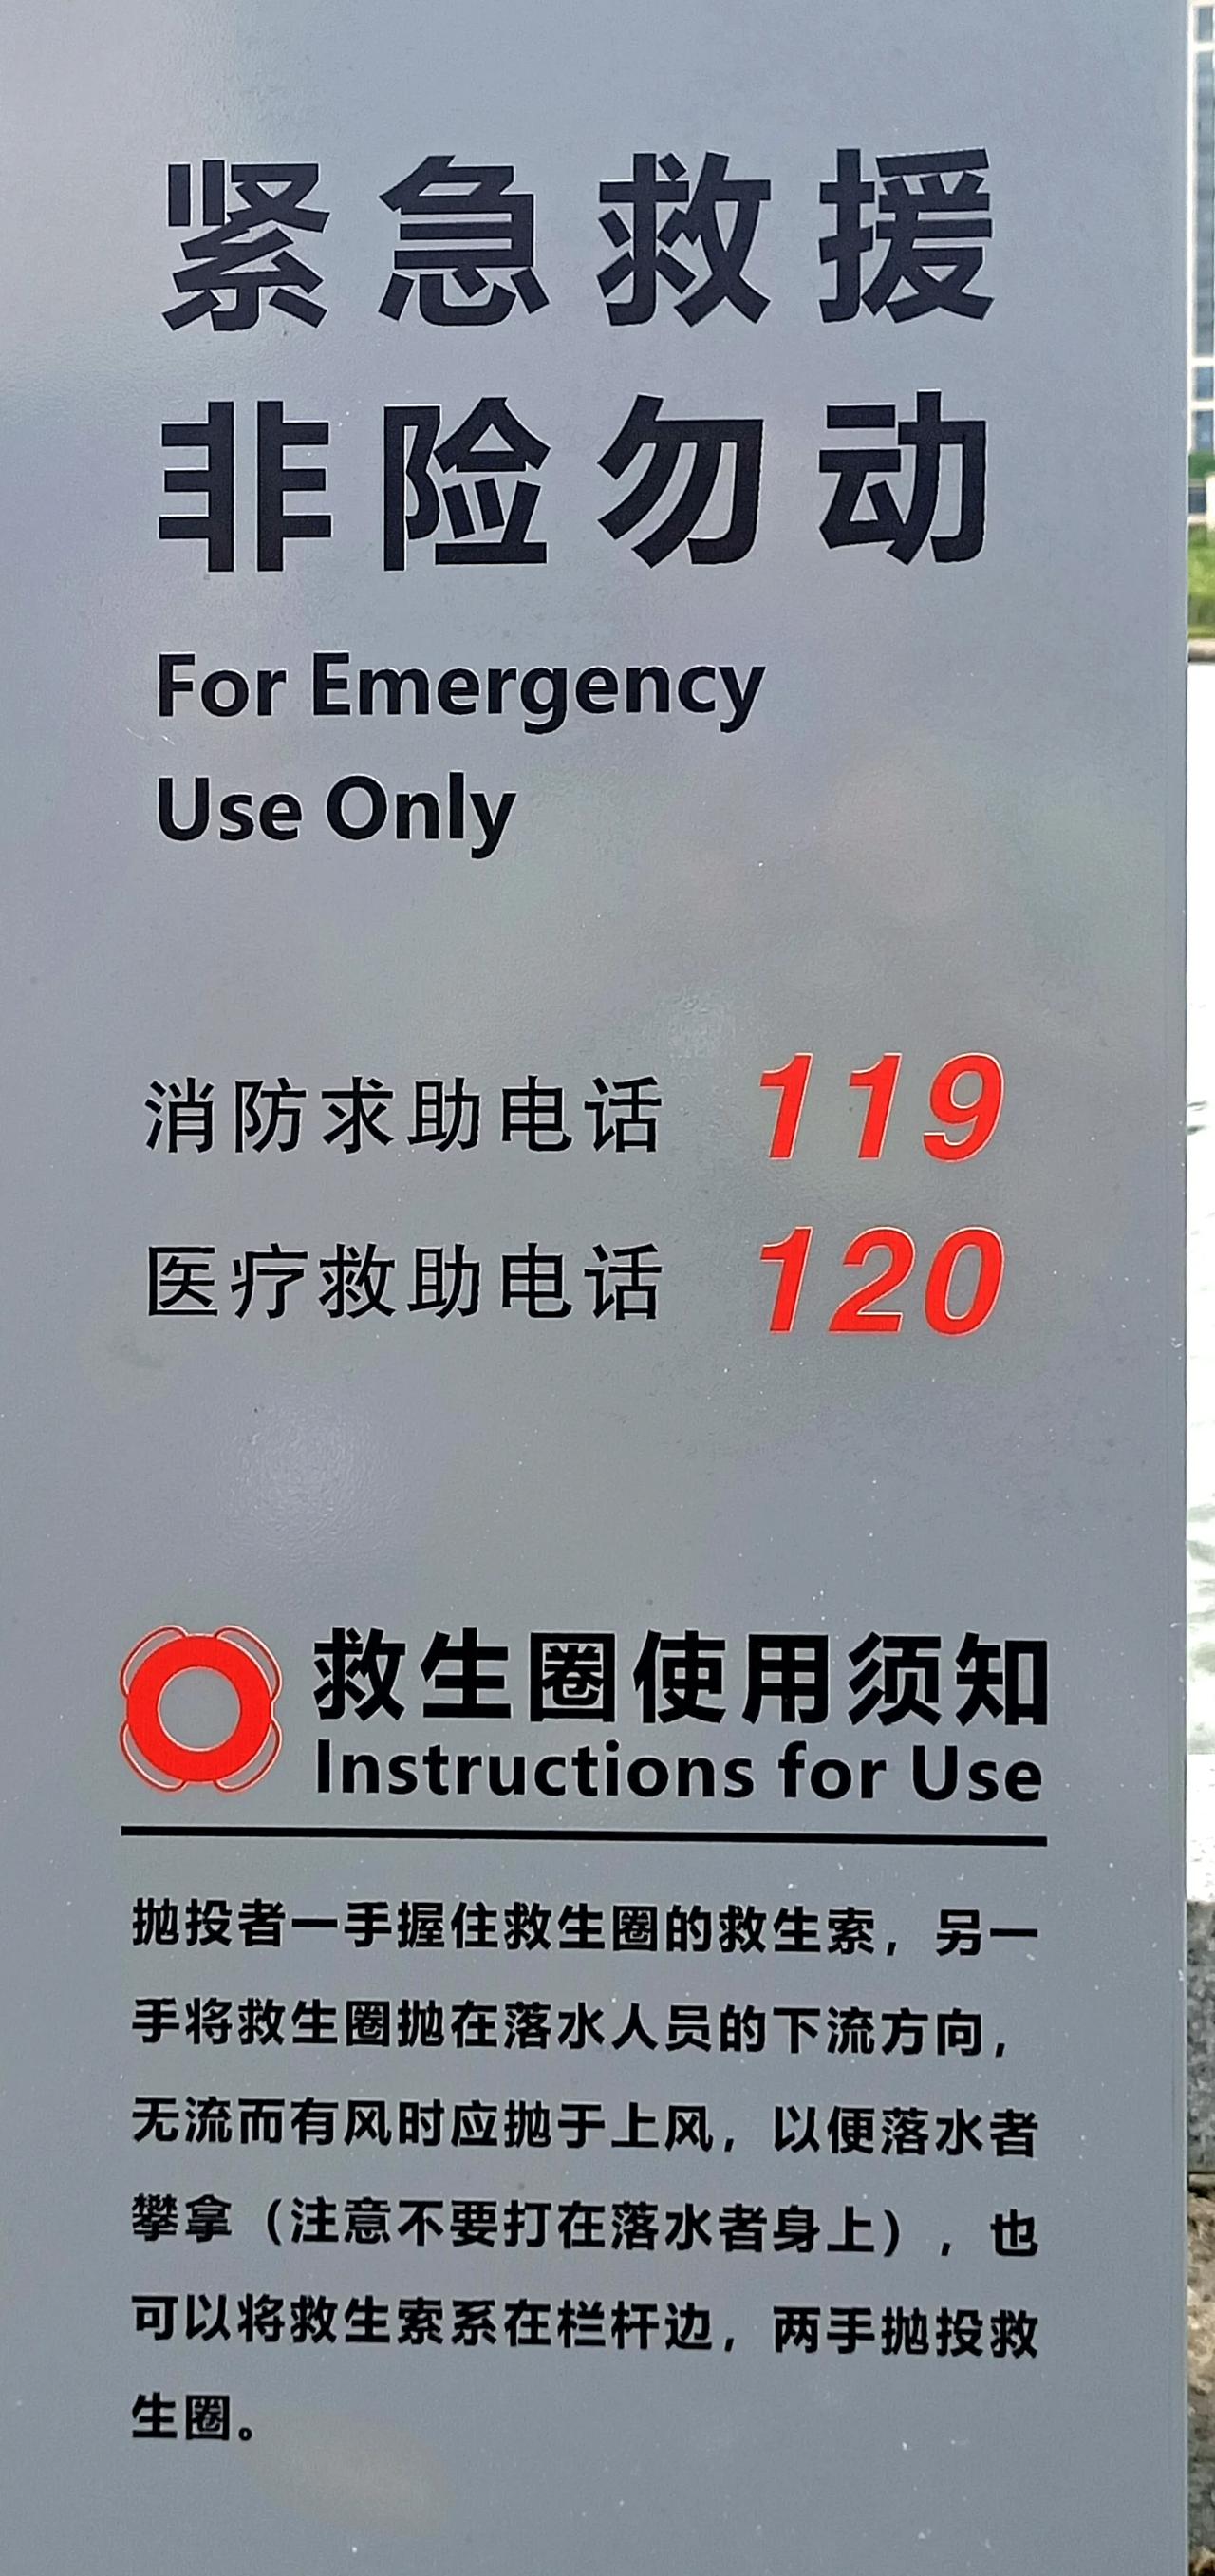 紧急救援
非险勿动
For Emergency
Use Only
消防求助电话 119
医疗救助电话 120
救生圈使用须知
Instructions for Use
抛投者一手握住救生圈的救生索，另一
手将救生圈抛在落水人员的下流方向，
无流而有风时应抛于上风，以便落水者
攀拿（注意不要打在落水者身上），也
可以将救生索系在栏杆边，两手抛投救
生圈。